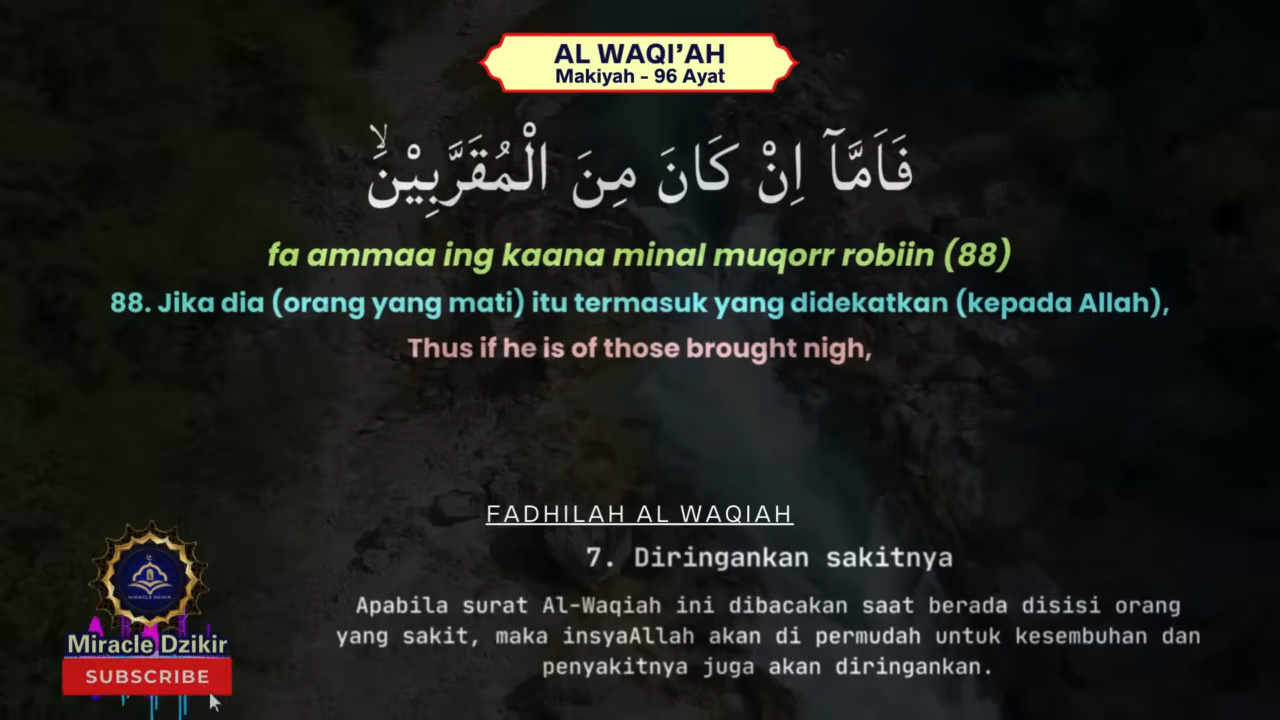 AL WAQI'AH
Makiyah - 96 Ayat
فَاَمَّآ اِنْ كَانَ مِنَ الْمُقَرَّبِيْنَۙ
fa ammaa ing kaana minal muqorr robiin (88)
88. Jika dia (orang yang mati) itu termasuk yang didekatkan (kepada Allah),
Thus if he is of those brought nigh,
FADHILAH AL WAQIAH
7. Diringankan sakitnya
Apabila surat Al-Waqiah ini dibacakan saat berada disisi orang
yang sakit, maka insyaAllah akan di permudah untuk kesembuhan dan
penyakitnya juga akan diringankan.
MIRACLE DZIKIR
Miracle Dzikir
SUBSCRIBE